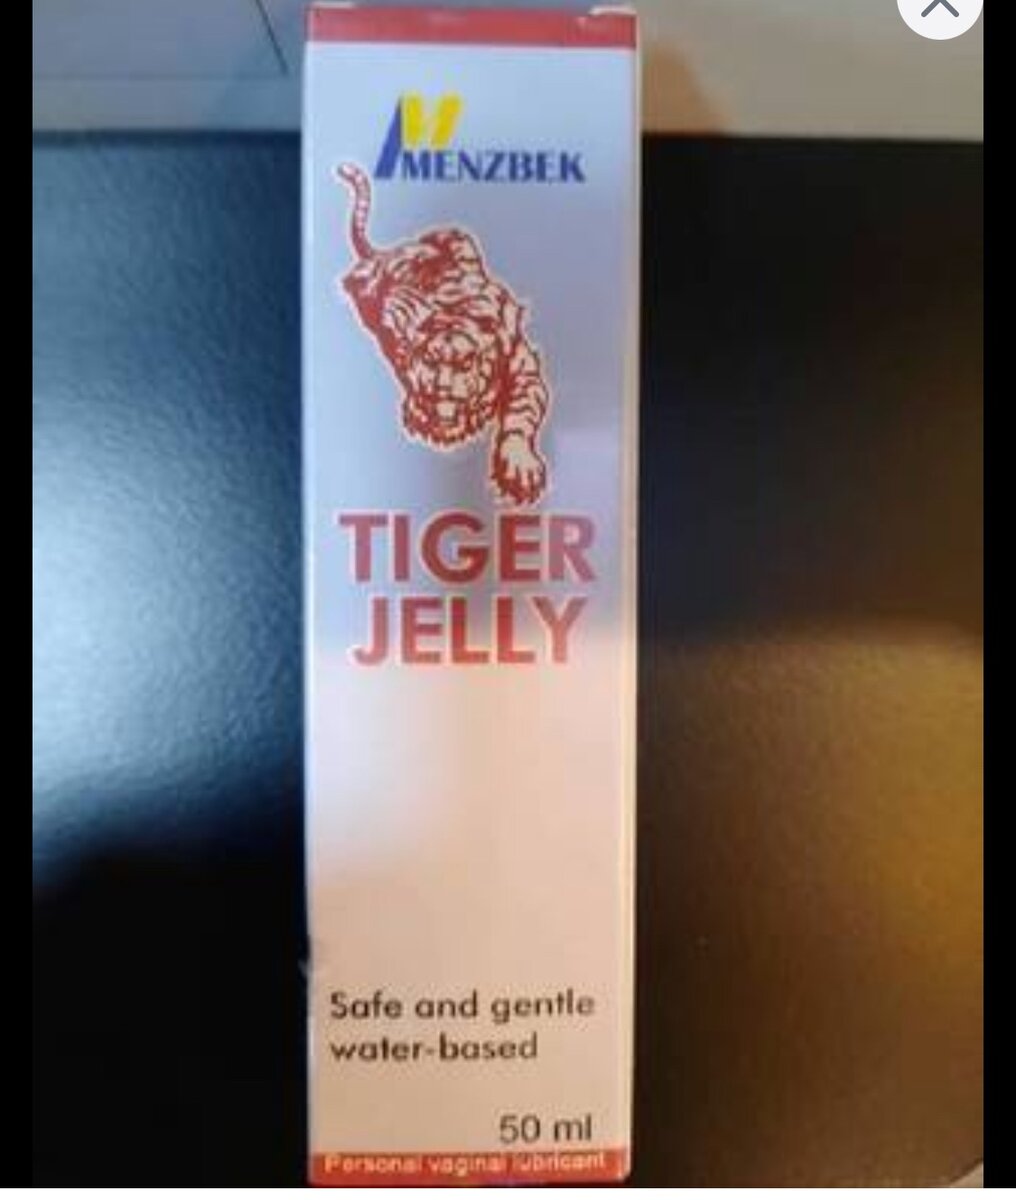 MENZBEK
TIGER
JELLY
Safe and gentle
water-based
50 ml
Personal vaginal lubricant